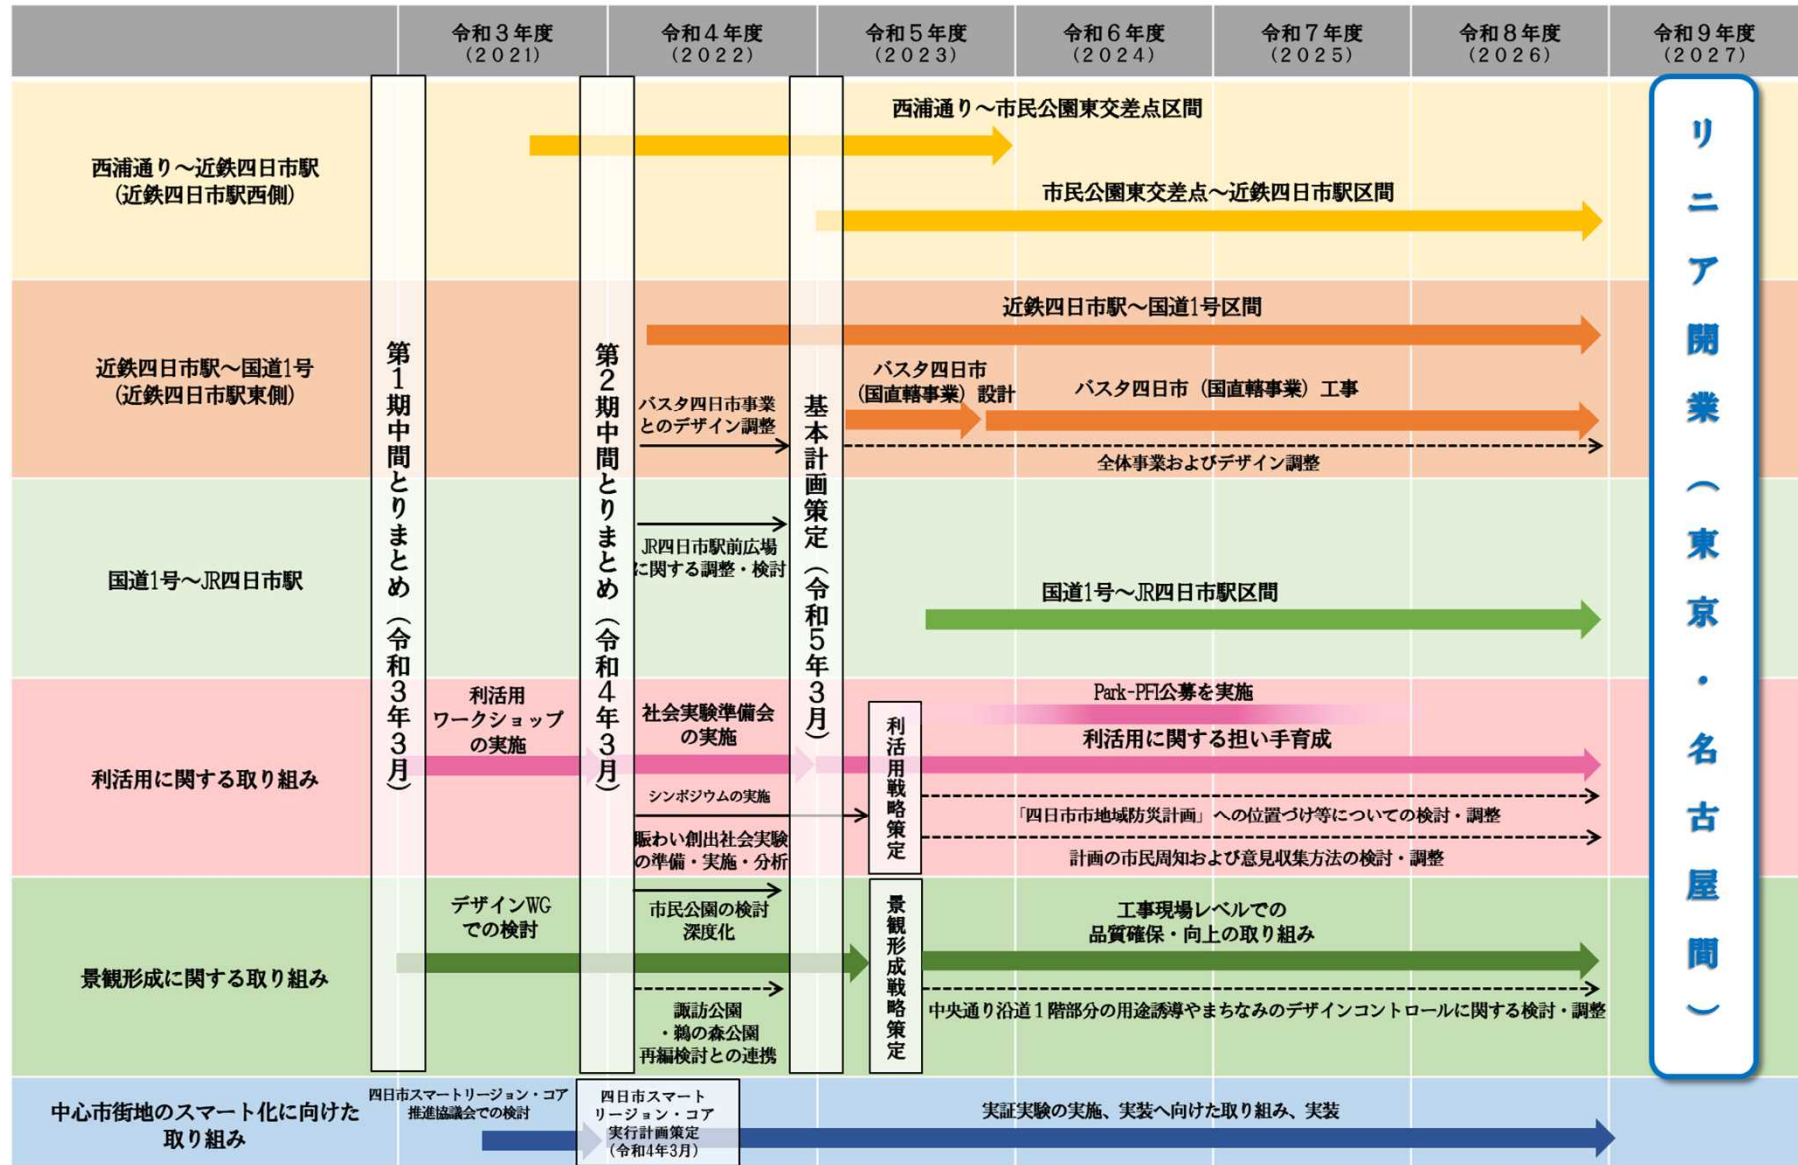 令和３年度
（２０２１）
令和４年度
（２０２２）
令和５年度
（２０２３）
令和６年度
（２０２４）
令和７年度
（２０２５）
令和８年度
（２０２６）
令和９年度
（２０２７）
第１期中間とりまとめ（令和３年３月）
第２期中間とりまとめ（令和４年３月）
基本計画策定（令和５年３月）
リニア開業（東京・名古屋間）
西浦通り～近鉄四日市駅
（近鉄四日市駅西側）
西浦通り～市民公園東交差点区間
市民公園東交差点～近鉄四日市駅区間
近鉄四日市駅～国道1号
（近鉄四日市駅東側）
近鉄四日市駅～国道1号区間
バスタ四日市事業
とのデザイン調整
バスタ四日市
（国直轄事業）設計
バスタ四日市（国直轄事業）工事
全体事業およびデザイン調整
国道1号～JR四日市駅
JR四日市駅前広場
に関する調整・検討
国道1号～JR四日市駅区間
利活用に関する取り組み
利活用
ワークショップ
の実施
社会実験準備会
の実施
シンポジウムの実施
賑わい創出社会実験
の準備・実施・分析
利活用戦略策定
Park-PFI公募を実施
利活用に関する担い手育成
「四日市市地域防災計画」への位置づけ等についての検討・調整
計画の市民周知および意見収集方法の検討・調整
景観形成に関する取り組み
デザインWG
での検討
市民公園の検討
深度化
諏訪公園
・鵜の森公園
再編検討との連携
景観形成戦略策定
工事現場レベルでの
品質確保・向上の取り組み
中央通り沿道１階部分の用途誘導やまちなみのデザインコントロールに関する検討・調整
中心市街地のスマート化に向けた
取り組み
四日市スマートリージョン・コア
推進協議会での検討
四日市スマート
リージョン・コア
実行計画策定
（令和4年3月）
実証実験の実施、実装へ向けた取り組み、実装